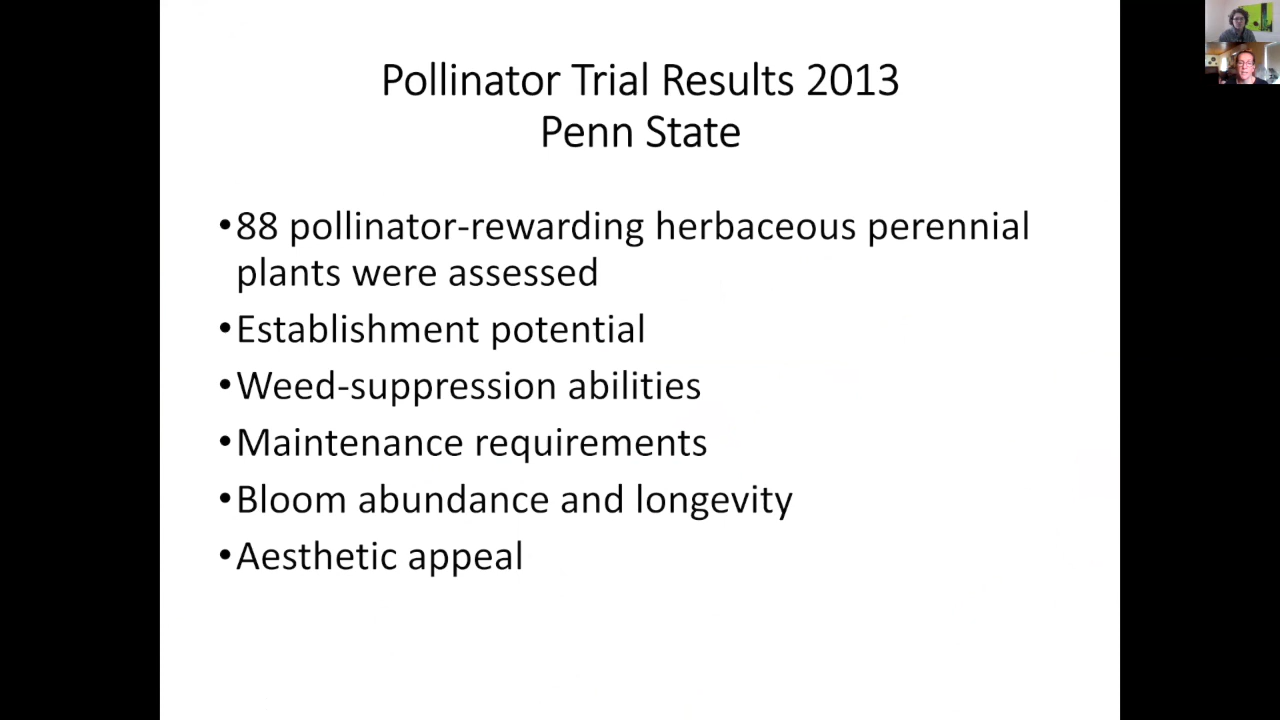 Pollinator Trial Results 2013
Penn State
•88 pollinator-rewarding herbaceous perennial
plants were assessed
•Establishment potential
•Weed-suppression abilities
•Maintenance requirements
•Bloom abundance and longevity
•Aesthetic appeal